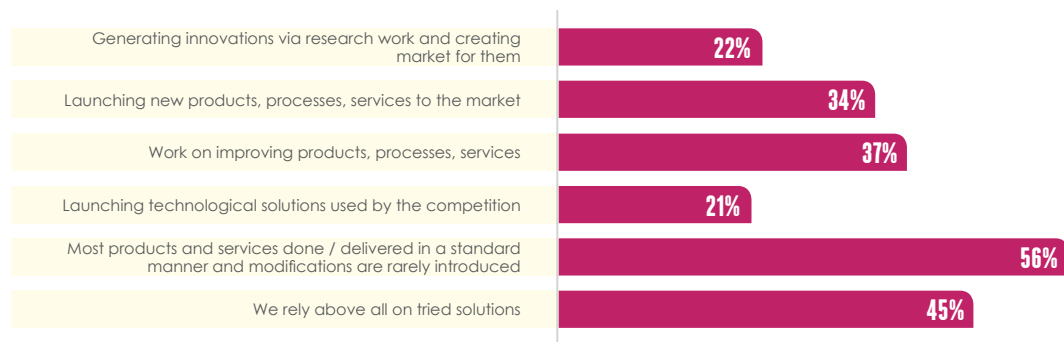 Generating innovations via research work and creating
market for them
22%
Launching new products, processes, services to the market
34%
Work on improving products, processes, services
37%
Launching technological solutions used by the competition
21%
Most products and services done / delivered in a standard
manner and modifications are rarely introduced
56%
We rely above all on tried solutions
45%